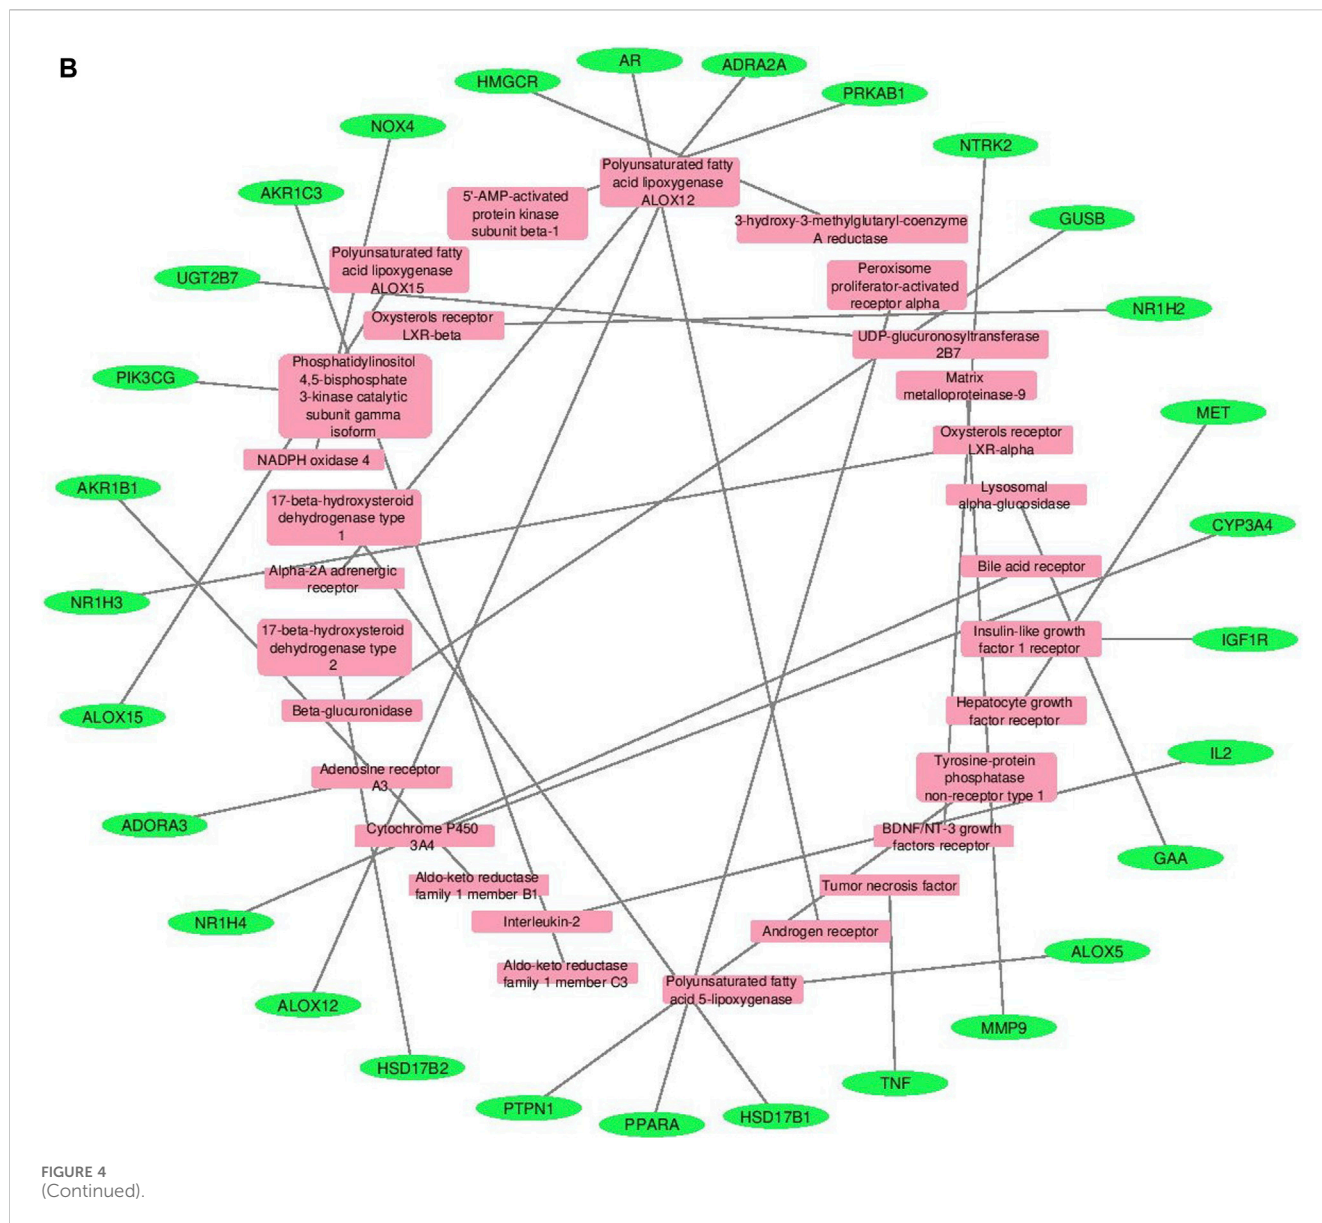 B
AR
ADRA2A
HMGCR
PRKAB1
NOX4
NTRK2
Polyunsaturated fatty
acid lipoxygenase
ALOX12
AKR1C3
5'-AMP-activated
protein kinase
subunit beta-1
3-hydroxy-3-methylglutaryl-coenzyme
A reductase
GUSB
Polyunsaturated fatty
acid lipoxygenase
ALOX15
UGT2B7
Peroxisome
proliferator-activated
receptor alpha
NR1H2
Oxysterols receptor
LXR-beta
UDP-glucuronosyltransferase
2B7
Phosphatidylinositol
4,5-bisphosphate
3-kinase catalytic
subunit gamma
isoform
PIK3CG
Matrix
metalloproteinase-9
MET
Oxysterols receptor
LXR-alpha
NADPH oxidase 4
AKR1B1
Lysosomal
alpha-glucosidase
17-beta-hydroxysteroid
dehydrogenase type
1
CYP3A4
Bile acid receptor
Alpha-2A adrenergic
receptor
NR1H3
17-beta-hydroxysteroid
dehydrogenase type
2
Insulin-like growth
factor 1 receptor
IGF1R
Beta-glucuronidase
Hepatocyte growth
factor receptor
ALOX15
IL2
Tyrosine-protein
phosphatase
non-receptor type 1
Adenosine receptor
A3
ADORA3
Cytochrome P450
3A4
BDNF/NT-3 growth
factors receptor
GAA
Aldo-keto reductase
family 1 member B1
Tumor necrosis factor
NR1H4
Interleukin-2
Androgen receptor
ALOX5
Aldo-keto reductase
family 1 member C3
Polyunsaturated fatty
acid 5-lipoxygenase
ALOX12
MMP9
HSD17B2
TNF
PTPN1
PPARA
HSD17B1
FIGURE 4
(Continued).